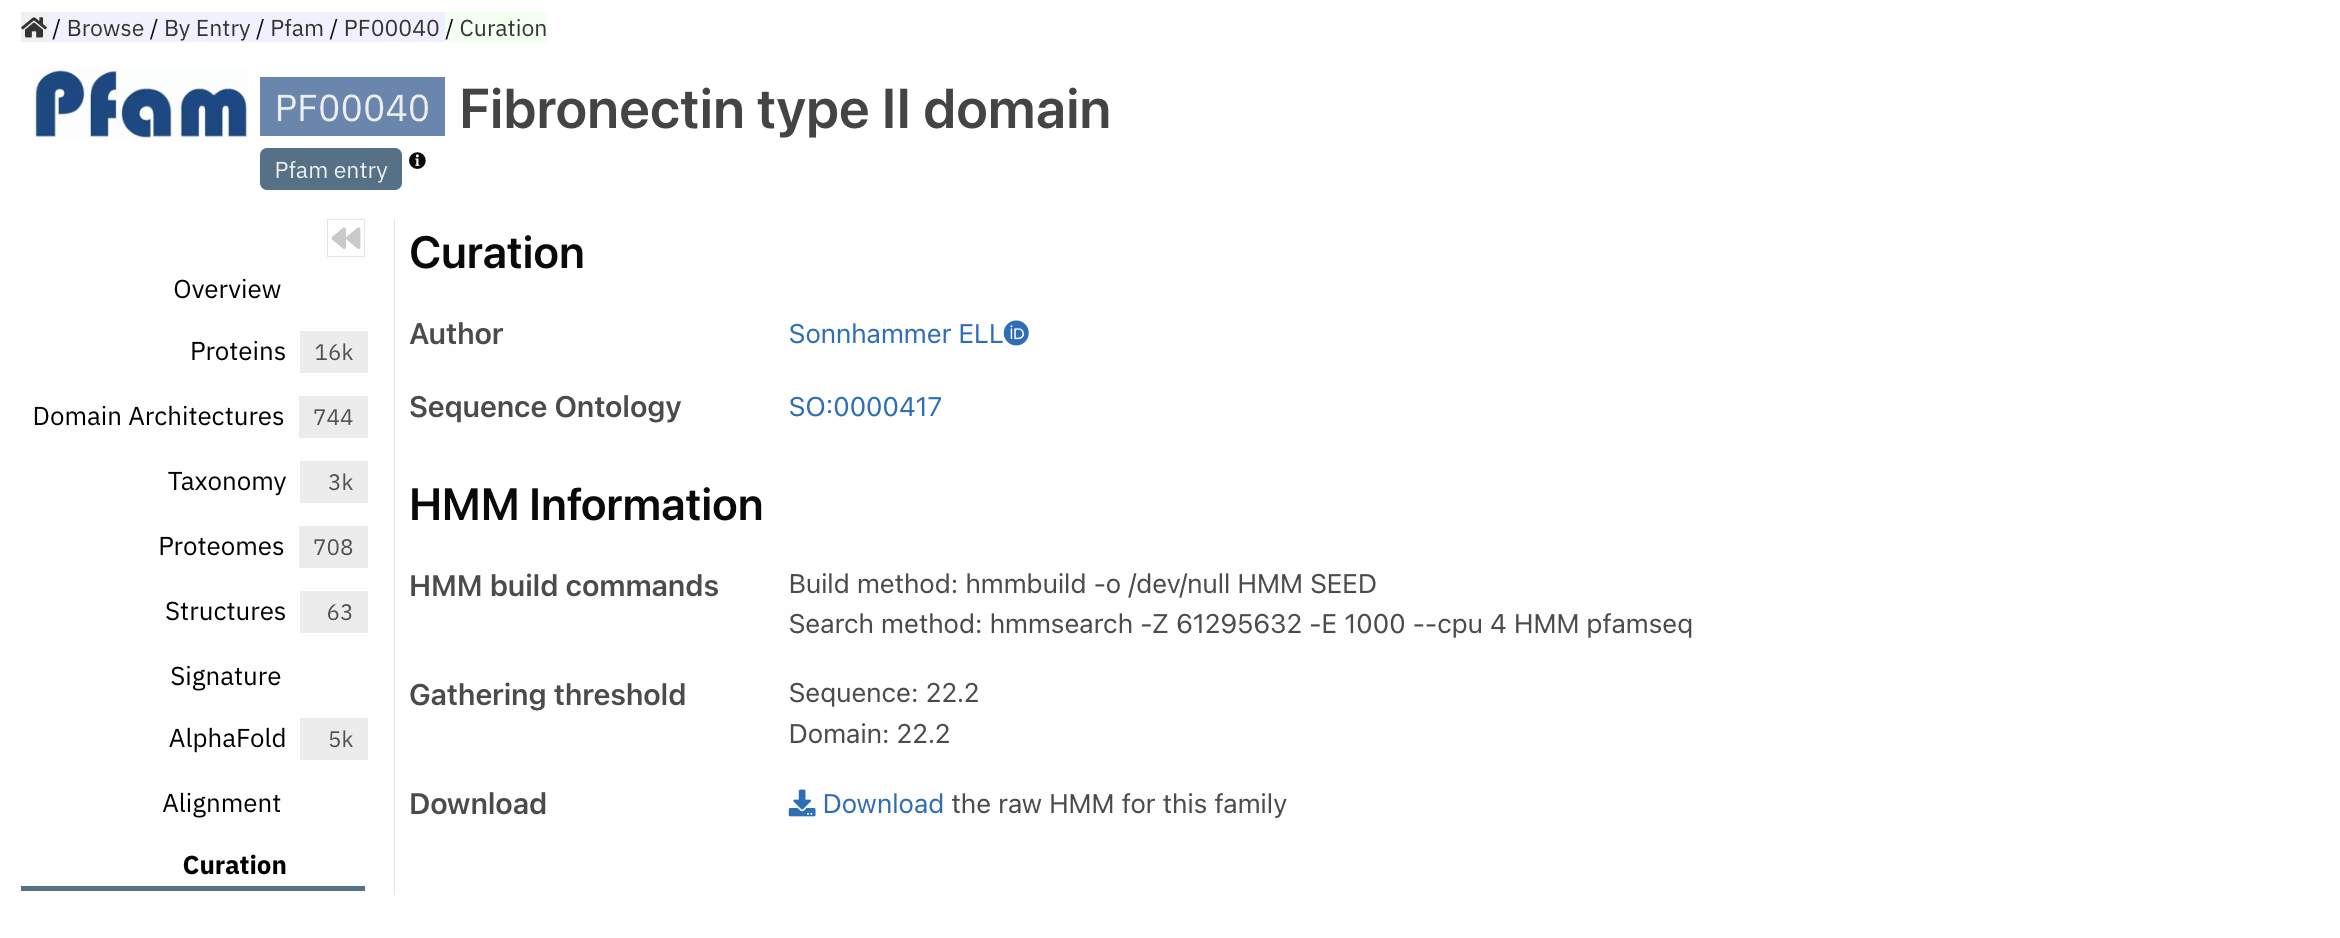 / Browse / By Entry / Pfam / PF00040 / Curation
Pfam PF00040 Fibronectin type II domain
Pfam entry
Overview
Proteins 16k
Domain Architectures 744
Taxonomy 3k
Proteomes 708
Structures 63
Signature
AlphaFold 5k
Alignment
Curation
Curation
Author Sonnhammer ELL iD
Sequence Ontology SO:0000417
HMM Information
HMM build commands Build method: hmmbuild -o /dev/null HMM SEED
Search method: hmmsearch -Z 61295632 -E 1000 --cpu 4 HMM pfamseq
Gathering threshold Sequence: 22.2
Domain: 22.2
Download Download the raw HMM for this family